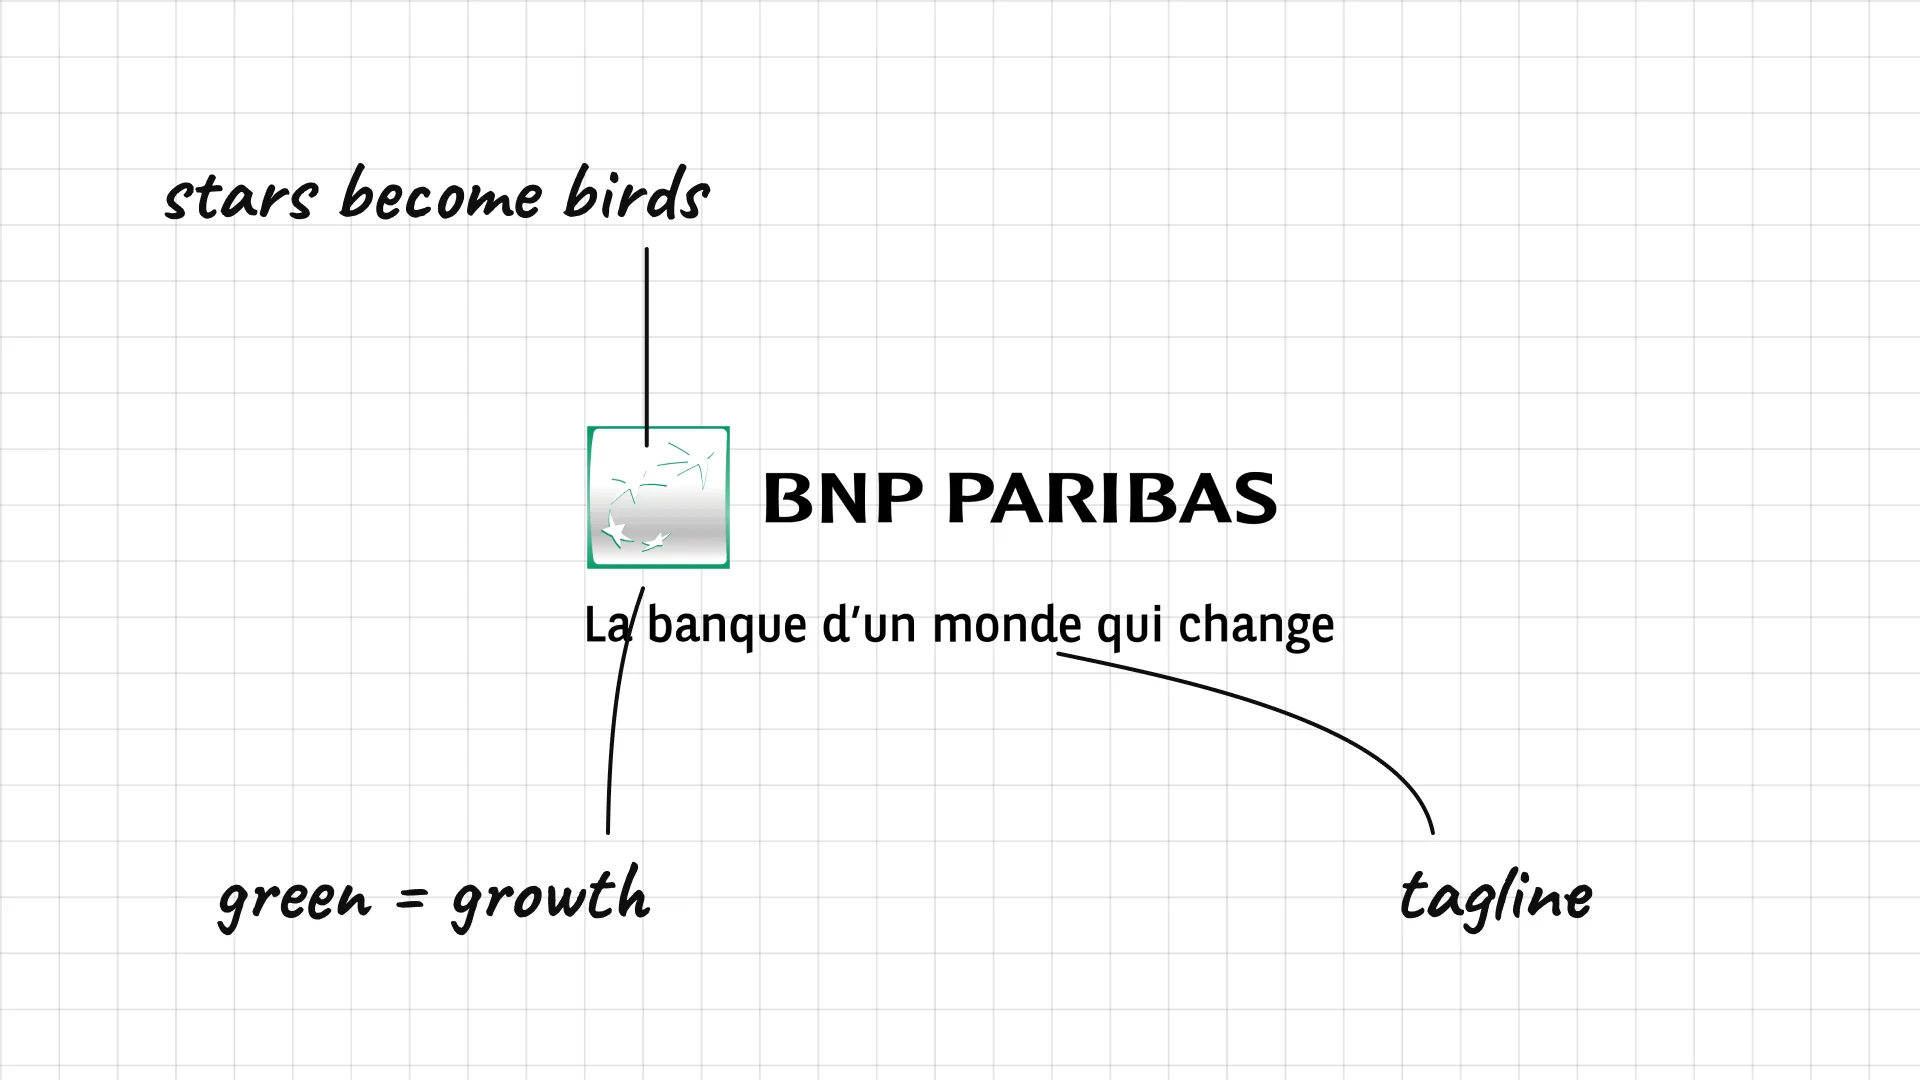 stars become birds
BNP PARIBAS
La banque d’un monde qui change
green = growth
tagline